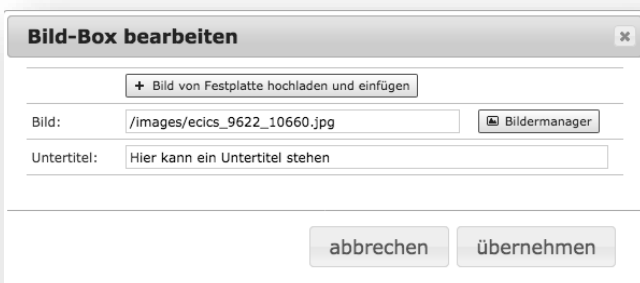 Bild-Box bearbeiten
+ Bild von Festplatte hochladen und einfügen
Bild: /images/ecics_9622_10660.jpg Bildermanager
Untertitel: Hier kann ein Untertitel stehen
abbrechen übernehmen